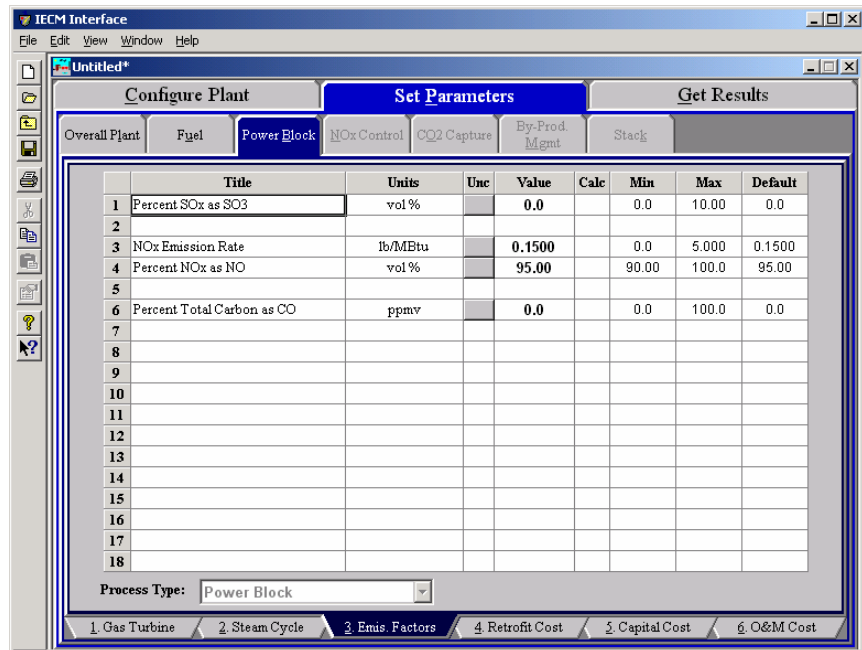 IECM Interface
File Edit View Window Help
Untitled*
Configure Plant Set Parameters Get Results
Overall Plant Fuel Power Block NOx Control CO2 Capture By-Prod. Mgmt Stack
Title Units Unc Value Calc Min Max Default
1 Percent SOx as SO3 vol % 0.0 0.0 10.00 0.0
2
3 NOx Emission Rate lb/MBtu 0.1500 0.0 5.000 0.1500
4 Percent NOx as NO vol % 95.00 90.00 100.0 95.00
5
6 Percent Total Carbon as CO ppmv 0.0 0.0 100.0 0.0
7
8
9
10
11
12
13
14
15
16
17
18
Process Type: Power Block
1. Gas Turbine 2. Steam Cycle 3. Emis. Factors 4. Retrofit Cost 5. Capital Cost 6. O&M Cost